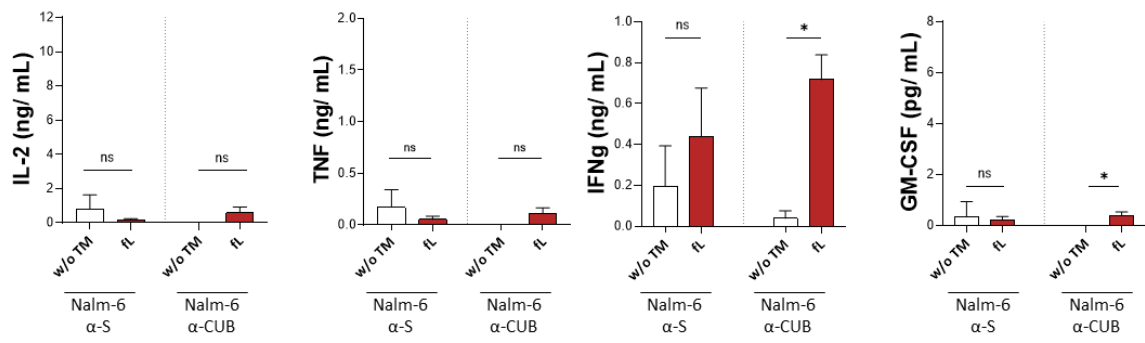 IL-2 (ng/ mL)
12
10
8
6
4
2
0
ns
ns
w/o TM
fL
w/o TM
fL
Nalm-6
α-S
Nalm-6
α-CUB
TNF (ng/ mL)
2.0
1.5
1.0
0.5
0.0
ns
ns
w/o TM
fL
w/o TM
fL
Nalm-6
α-S
Nalm-6
α-CUB
IFNg (ng/ mL)
1.0
0.8
0.6
0.4
0.2
0.0
ns
*
w/o TM
fL
w/o TM
fL
Nalm-6
α-S
Nalm-6
α-CUB
GM-CSF (pg/ mL)
8
6
4
2
0
ns
*
w/o TM
fL
w/o TM
fL
Nalm-6
α-S
Nalm-6
α-CUB